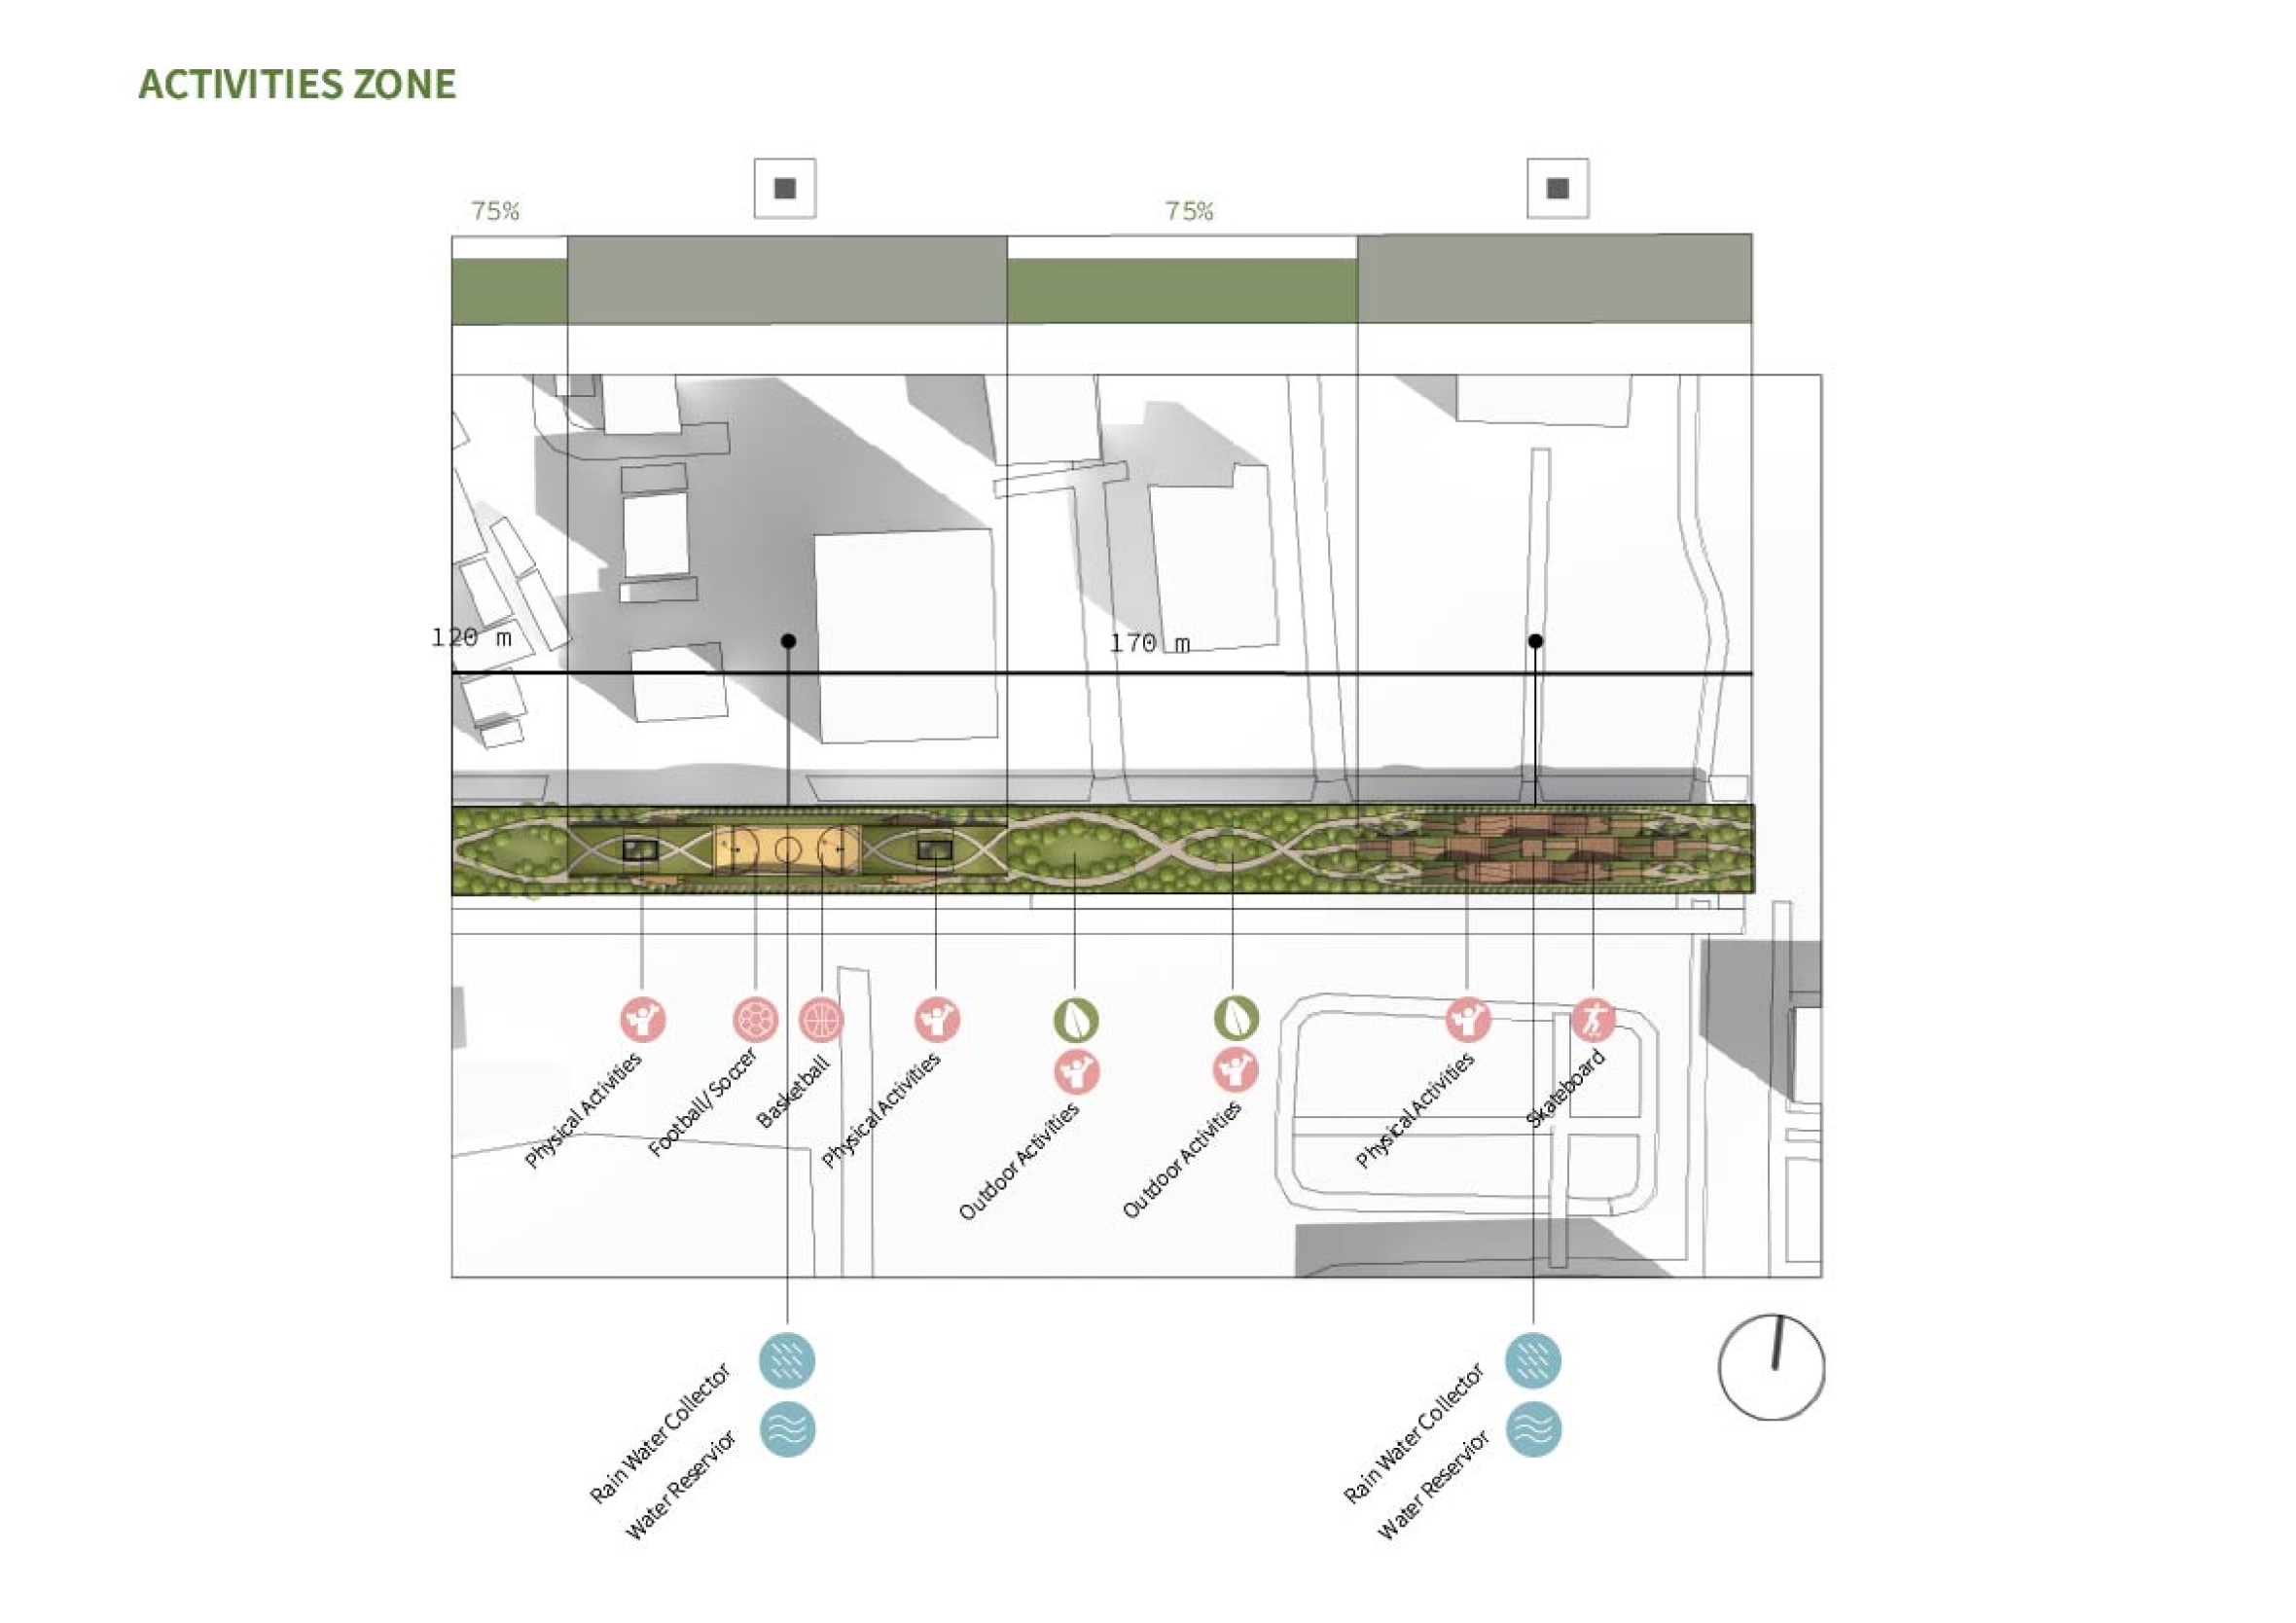 ACTIVITIES ZONE
75%
75%
120 m
170 m
Physical Activities
Football/ Soccer
Basketball
Physical Activities
Outdoor Activities
Outdoor Activities
Physical Activities
Skateboard
Rain Water Collector
Water Reservior
Rain Water Collector
Water Reservior